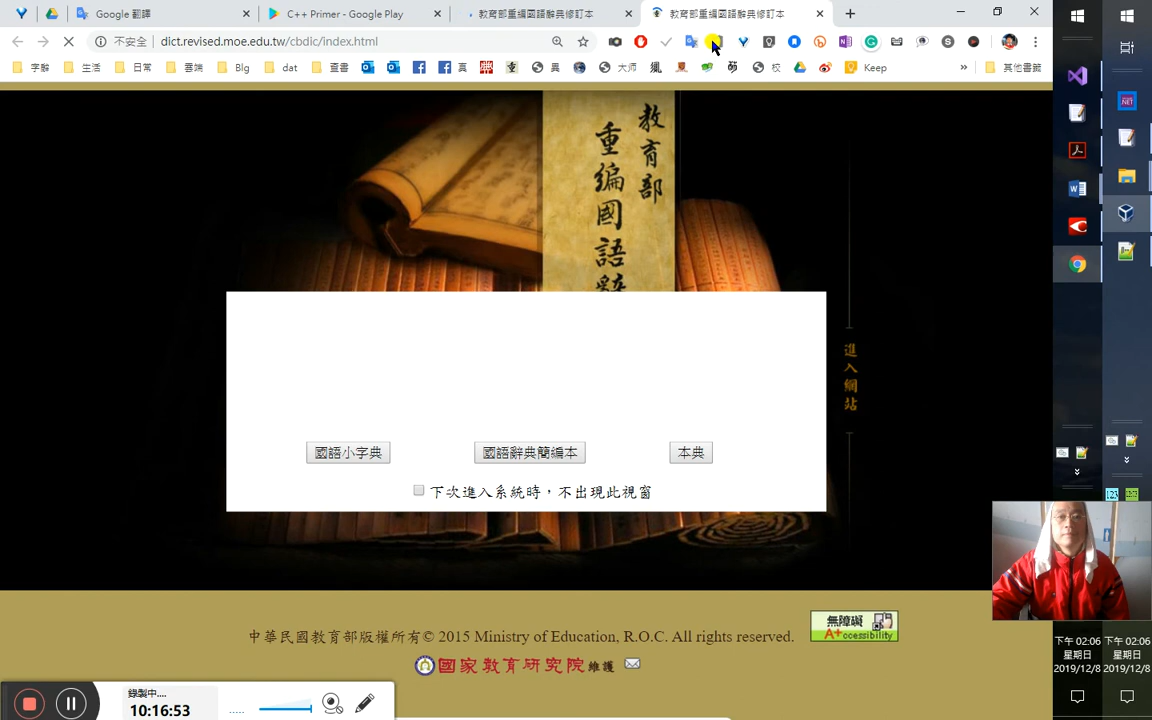 Google 翻譯
C++ Primer - Google Play
教育部重編國語辭典修訂本
教育部重編國語辭典修訂本
不安全
dict.revised.moe.edu.tw/cbdic/index.html
字辭
生活
日常
雲端
Blg
dat
查書
真
異
大师
校
Keep
»
其他書籤
教育部
重編國語辭
進入網站
國語小字典
國語辭典簡編本
本典
下次進入系統時，不出現此視窗
中華民國教育部版權所有© 2015 Ministry of Education, R.O.C. All rights reserved.
無障礙
A+ccessibility
國家教育研究院 維護
錄製中....
10:16:53
下午 02:06
星期日
2019/12/8
下午 02:06
星期日
2019/12/8